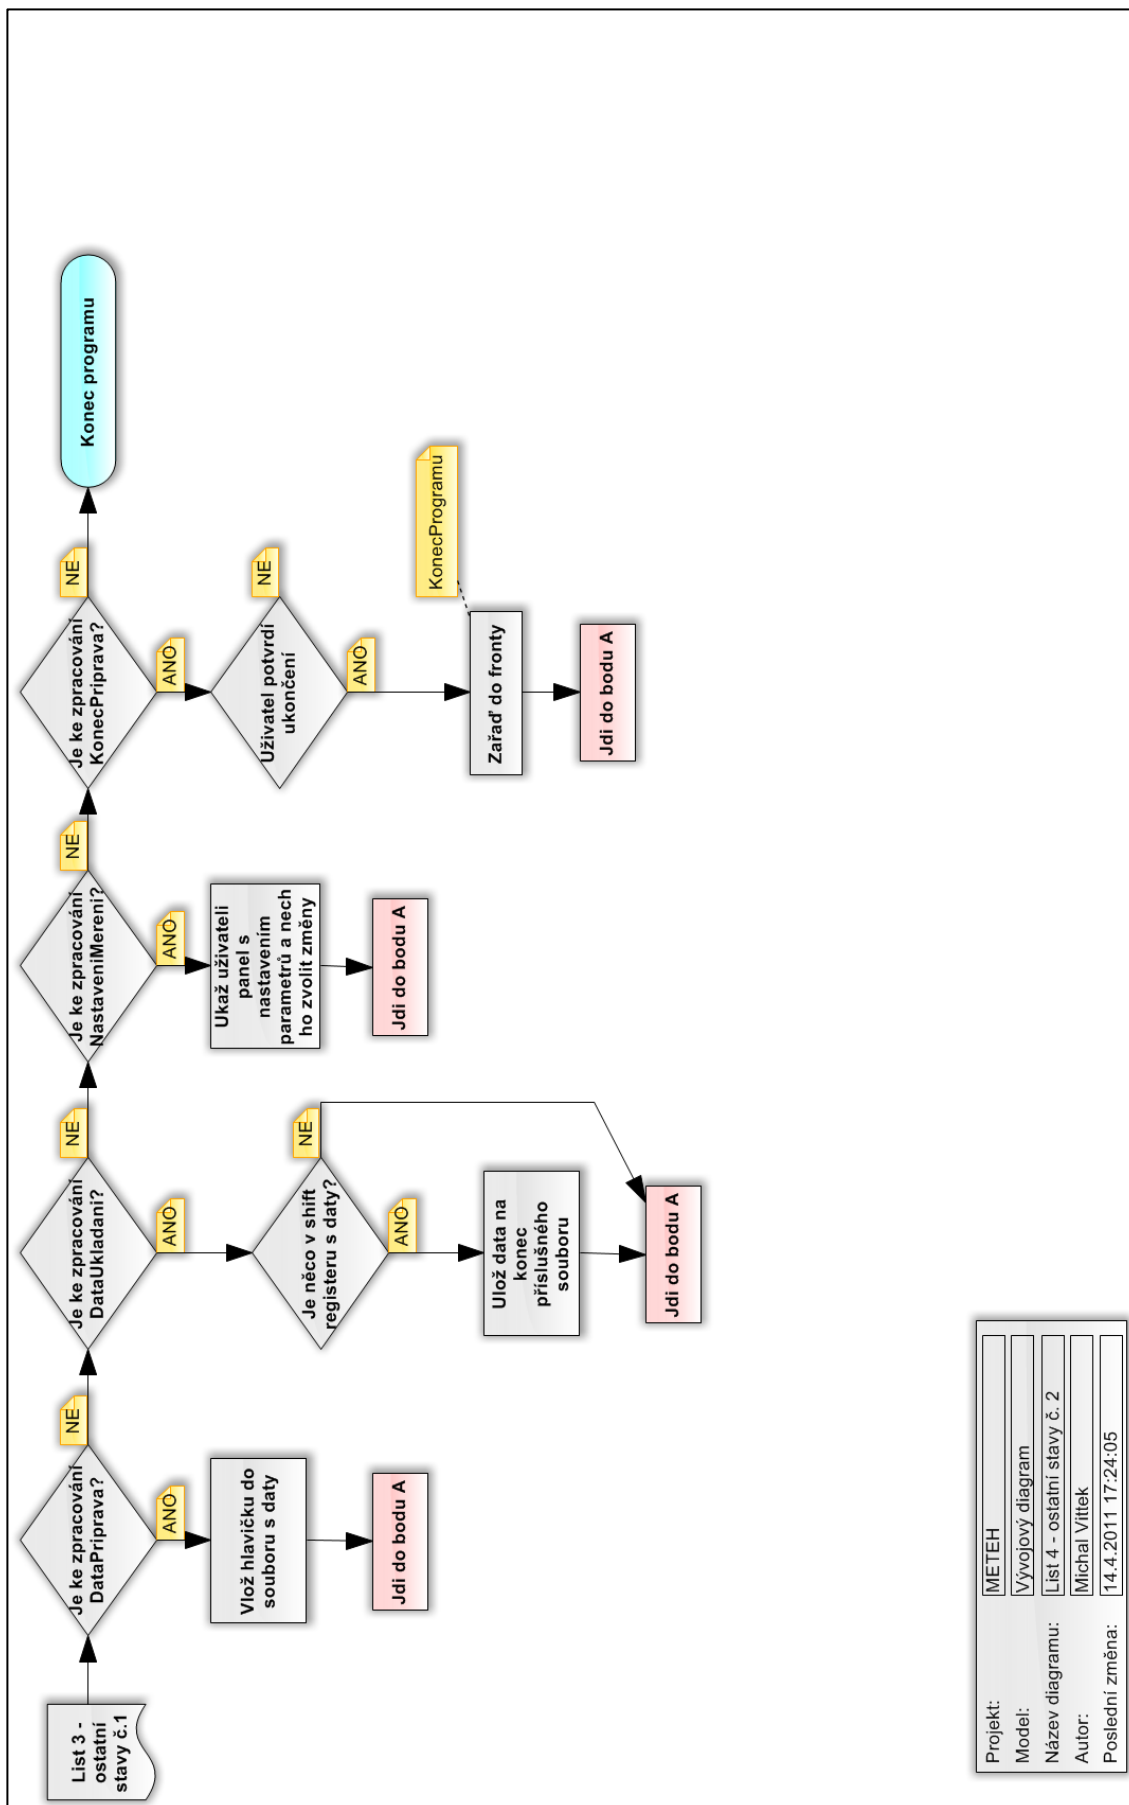 List 3 -
ostatní
stavy č.1
Je ke zpracování
DataPriprava?
NE
ANO
Vlož hlavičku do
souboru s daty
Jdi do bodu A
Je ke zpracování
DataUkladani?
NE
ANO
Je něco v shift
registeru s daty?
NE
ANO
Ulož data na
konec
příslušného
souboru
Jdi do bodu A
Je ke zpracování
NastaveniMereni?
NE
ANO
Ukaž uživateli
panel s
nastavením
parametrů a nech
ho zvolit změny
Jdi do bodu A
Je ke zpracování
KonecPriprava?
NE
ANO
Uživatel potvrdí
ukončení
NE
ANO
Zařaď do fronty
KonecProgramu
Jdi do bodu A
Konec programu
Projekt: METEH
Model: Vývojový diagram
Název diagramu: List 4 - ostatní stavy č. 2
Autor: Michal Vittek
Poslední změna: 14.4.2011 17:24:05